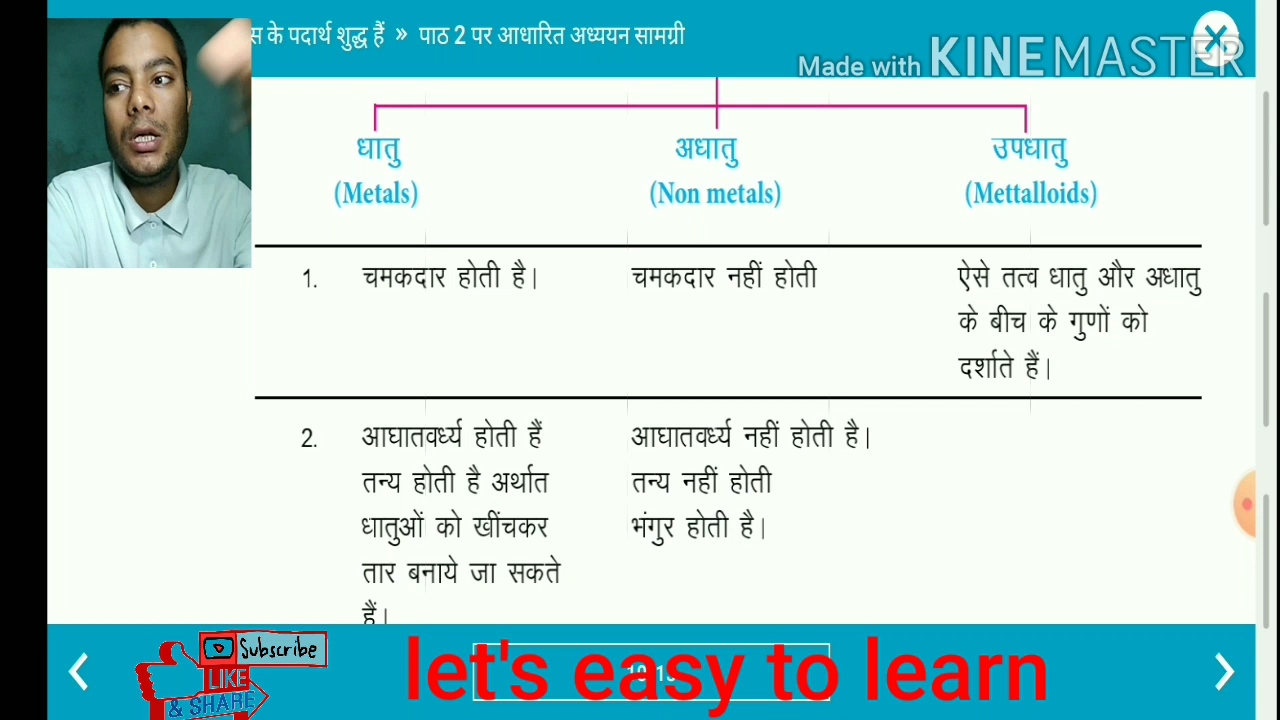 स के पदार्थ शुद्ध हैं » पाठ 2 पर आधारित अध्ययन सामग्री
Made with KINEMASTER
धातु अधातु उपधातु
(Metals) (Non metals) (Mettalloids)
1. चमकदार होती है। चमकदार नहीं होती ऐसे तत्व धातु और अधातु
के बीच के गुणों को
दर्शाते हैं।
2. आघातवर्ध्य होती हैं आघातवर्ध्य नहीं होती है।
तन्य होती है अर्थात तन्य नहीं होती
धातुओं को खींचकर भंगुर होती है।
तार बनाये जा सकते
हैं।
Subscribe
LIKE
& SHARE
let's easy to learn